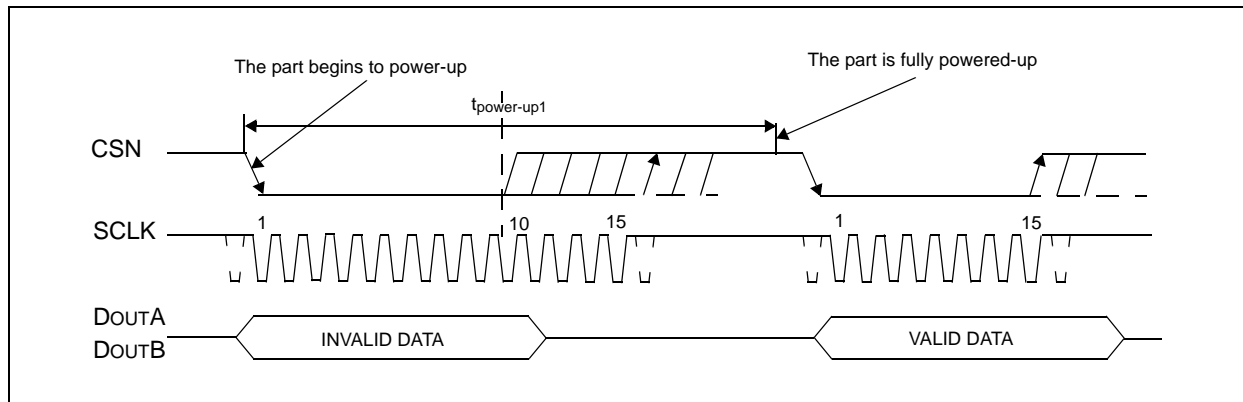 The part begins to power-up
The part is fully powered-up
tpower-up1
CSN
SCLK
1
10
15
1
15
DOUTA
DOUTB
INVALID DATA
VALID DATA